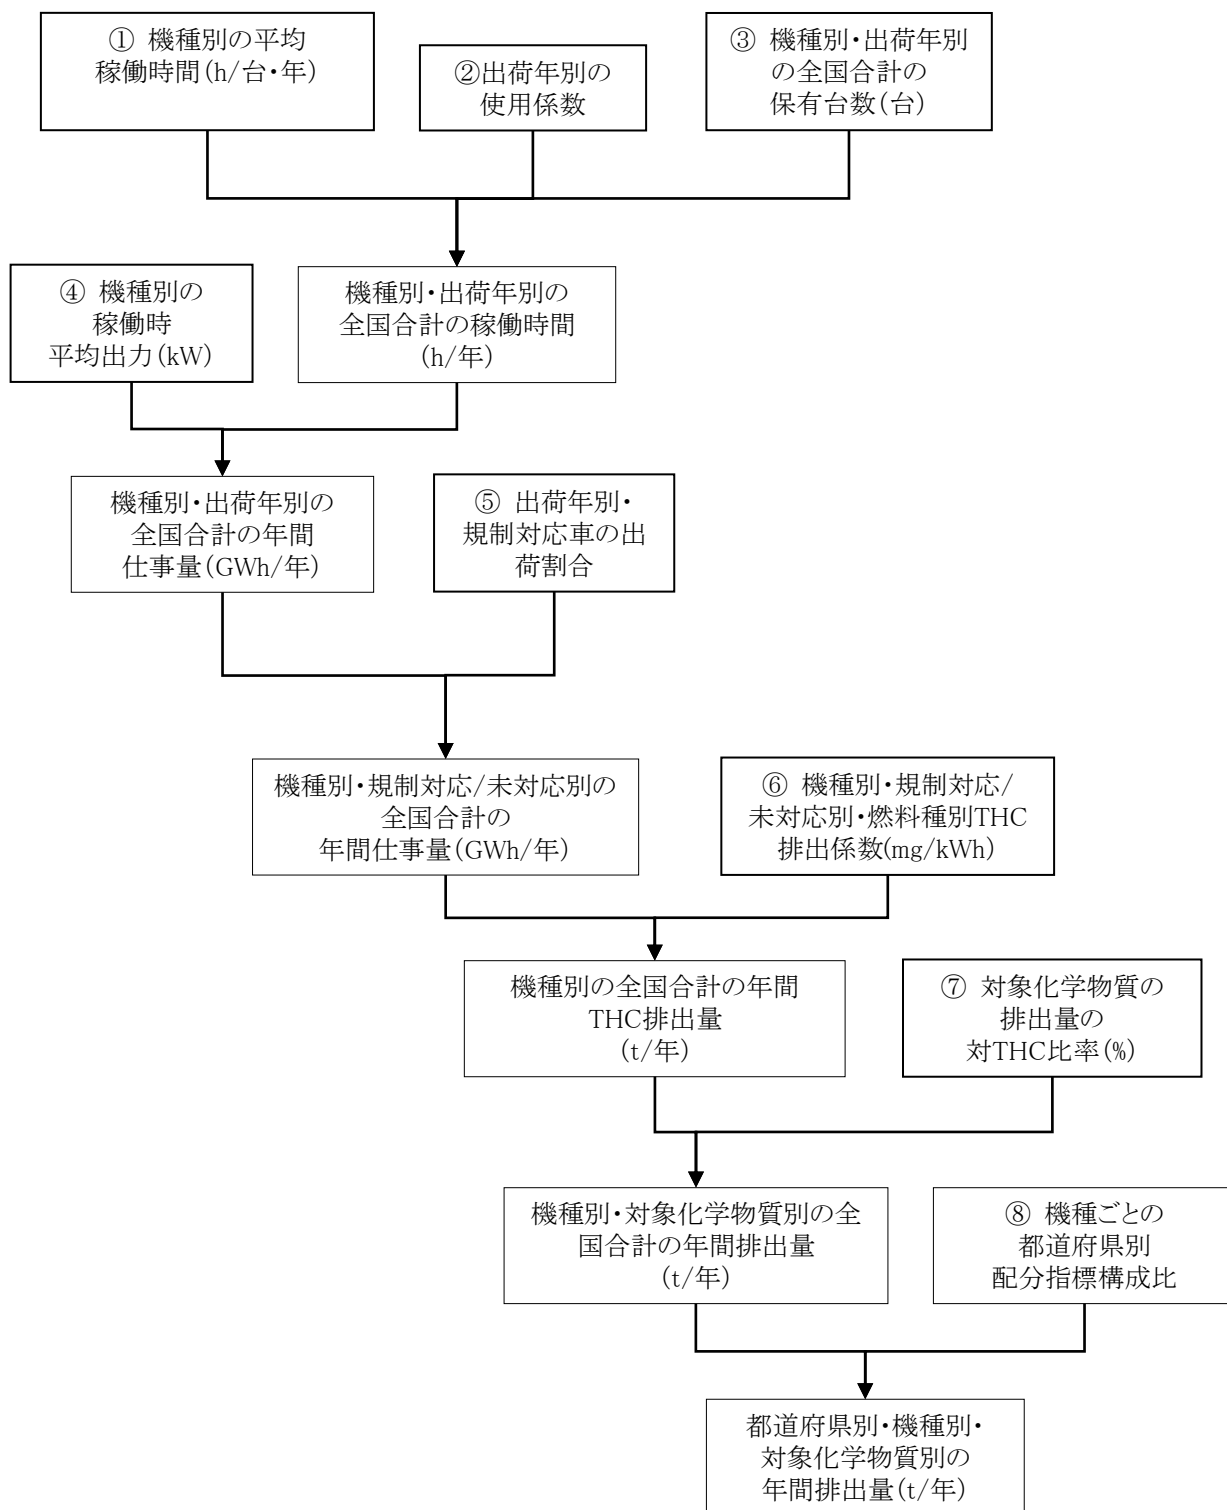 ① 機種別の平均
稼働時間(h/台・年)
②出荷年別の
使用係数
③ 機種別・出荷年別
の全国合計の
保有台数(台)
④ 機種別の
稼働時
平均出力(kW)
機種別・出荷年別の
全国合計の稼働時間
(h/年)
機種別・出荷年別の
全国合計の年間
仕事量(GWh/年)
⑤ 出荷年別・
規制対応車の出
荷割合
機種別・規制対応/未対応別の
全国合計の
年間仕事量(GWh/年)
⑥ 機種別・規制対応/
未対応別・燃料種別THC
排出係数(mg/kWh)
機種別の全国合計の年間
THC排出量
(t/年)
⑦ 対象化学物質の
排出量の
対THC比率(%)
機種別・対象化学物質別の全
国合計の年間排出量
(t/年)
⑧ 機種ごとの
都道府県別
配分指標構成比
都道府県別・機種別・
対象化学物質別の
年間排出量(t/年)